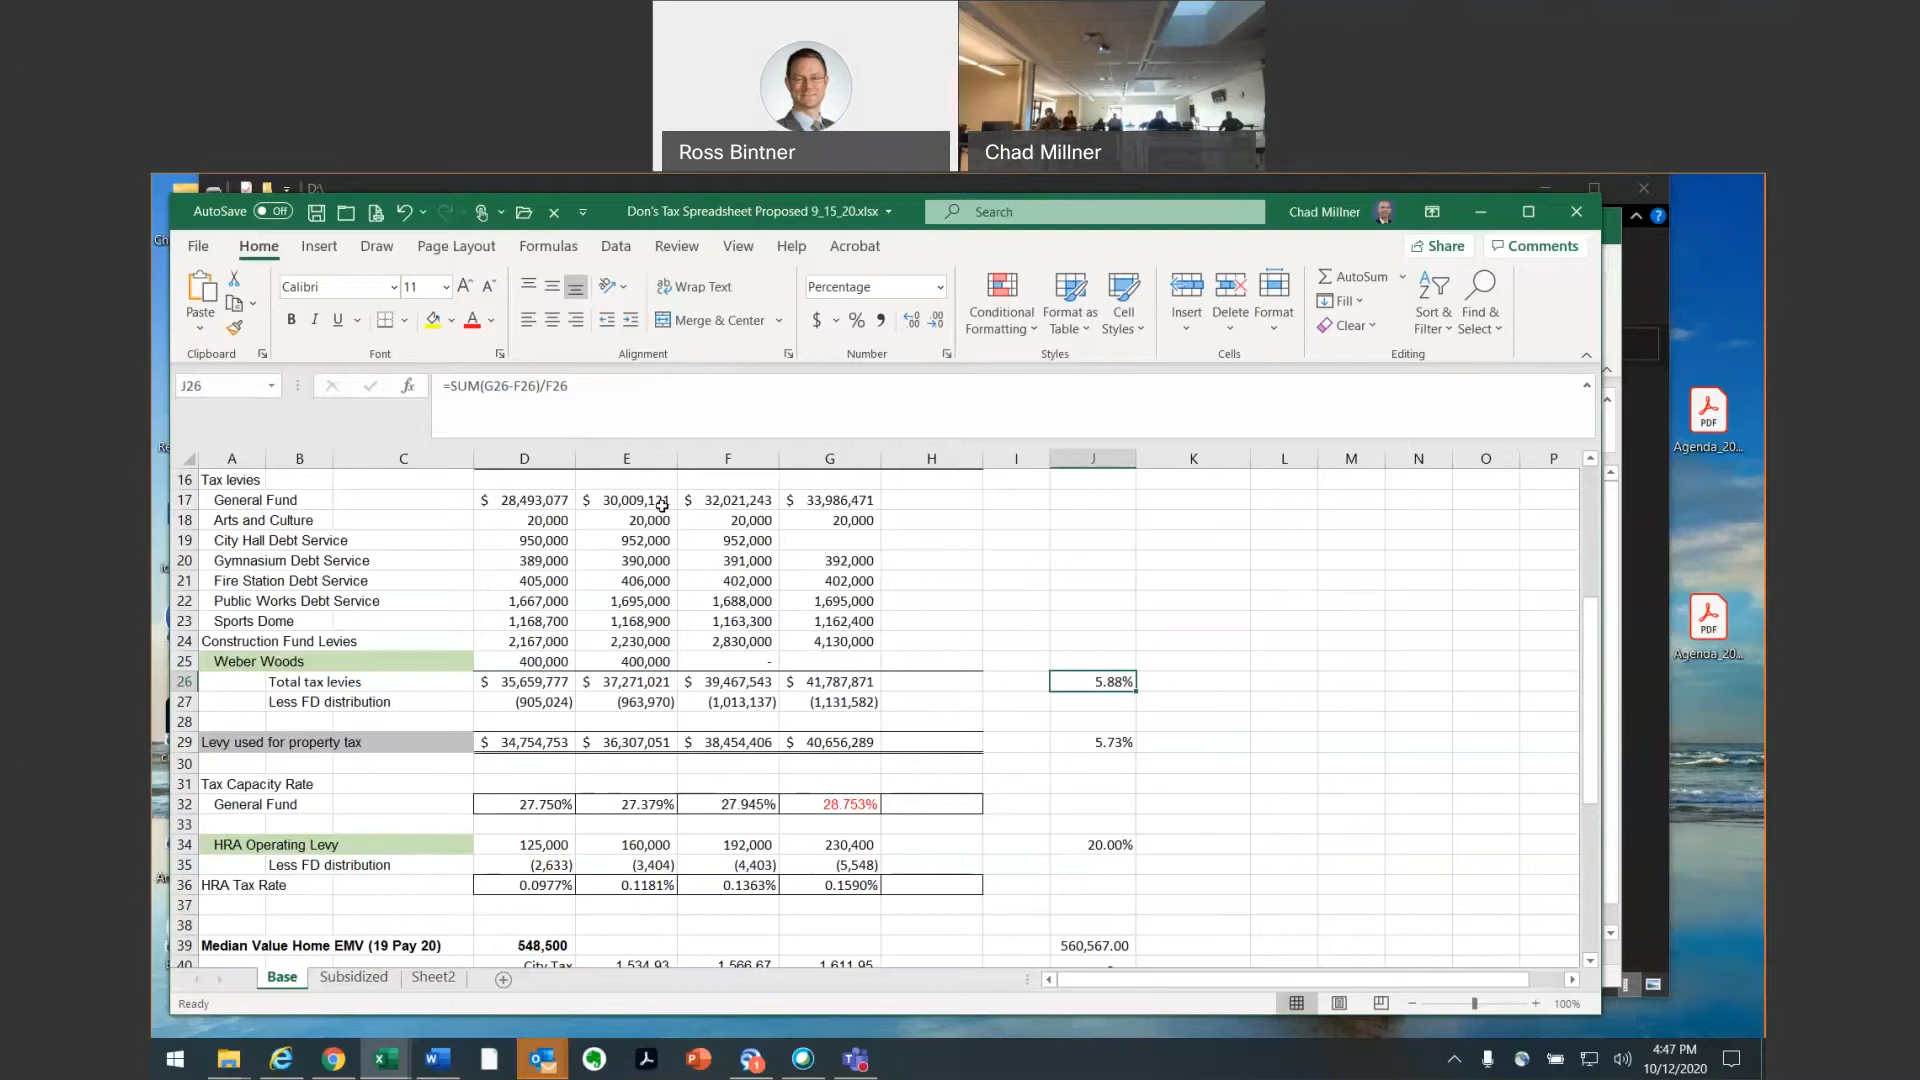 Ross Bintner
Chad Millner
D:\
AutoSave Off
Don's Tax Spreadsheet Proposed 9_15_20.xlsx
Search
Chad Millner
File Home Insert Draw Page Layout Formulas Data Review View Help Acrobat
Share Comments
Paste
Calibri 11
Wrap Text
Merge & Center
Percentage
Conditional Formatting
Format as Table
Cell Styles
Insert Delete Format
AutoSum
Fill
Clear
Sort & Filter
Find & Select
Clipboard Font Alignment Number Styles Cells Editing
J26 fx =SUM(G26-F26)/F26
A B C D E F G H I J K L M N O P
16 Tax levies
17 General Fund $ 28,493,077 $ 30,009,121 $ 32,021,243 $ 33,986,471
18 Arts and Culture 20,000 20,000 20,000 20,000
19 City Hall Debt Service 950,000 952,000 952,000
20 Gymnasium Debt Service 389,000 390,000 391,000 392,000
21 Fire Station Debt Service 405,000 406,000 402,000 402,000
22 Public Works Debt Service 1,667,000 1,695,000 1,688,000 1,695,000
23 Sports Dome 1,168,700 1,168,900 1,163,300 1,162,400
24 Construction Fund Levies 2,167,000 2,230,000 2,830,000 4,130,000
25 Weber Woods 400,000 400,000 -
26 Total tax levies $ 35,659,777 $ 37,271,021 $ 39,467,543 $ 41,787,871 5.88%
27 Less FD distribution (905,024) (963,970) (1,013,137) (1,131,582)
28
29 Levy used for property tax $ 34,754,753 $ 36,307,051 $ 38,454,406 $ 40,656,289 5.73%
30
31 Tax Capacity Rate
32 General Fund 27.750% 27.379% 27.945% 28.753%
33
34 HRA Operating Levy 125,000 160,000 192,000 230,400 20.00%
35 Less FD distribution (2,633) (3,404) (4,403) (5,548)
36 HRA Tax Rate 0.0977% 0.1181% 0.1363% 0.1590%
37
38
39 Median Value Home EMV (19 Pay 20) 548,500 560,567.00
40 City Tax 1,534.93 1,566.67 1,611.95 -
Base Subsidized Sheet2
Ready
100%
PDF
Agenda_20...
PDF
Agenda_20...
4:47 PM
10/12/2020